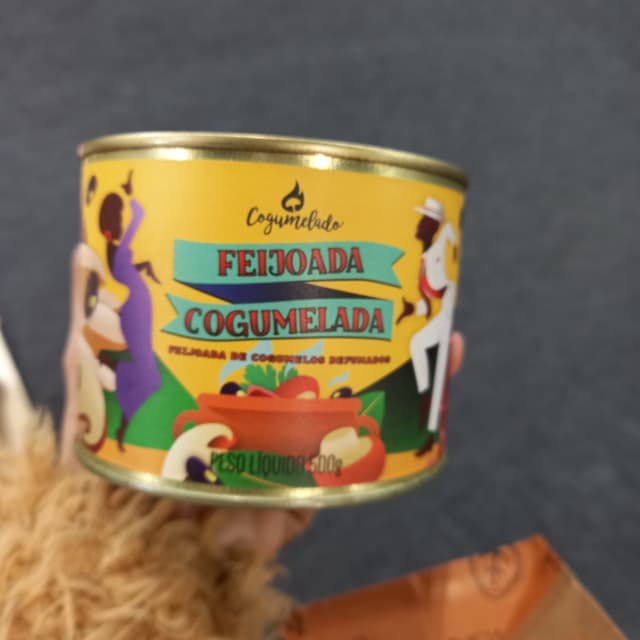 Cogumelado
FEIJOADA
COGUMELADA
FEIJOADA DE COGUMELOS DEFUMADOS
PESO LÍQUIDO 500g